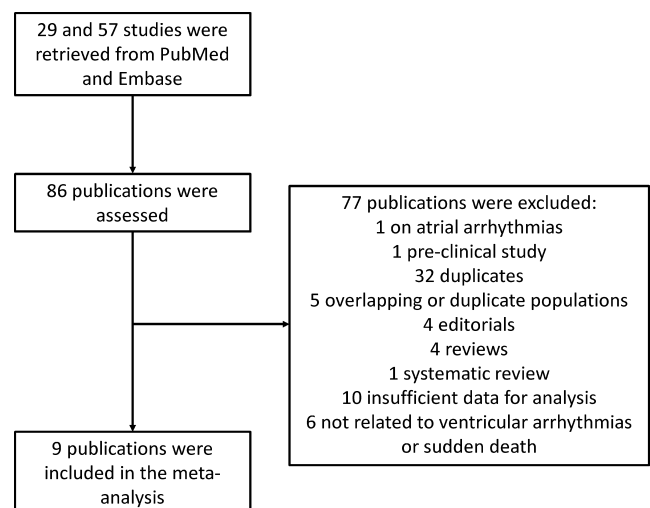 29 and 57 studies were
retrieved from PubMed
and Embase
86 publications were
assessed
77 publications were excluded:
1 on atrial arrhythmias
1 pre-clinical study
32 duplicates
5 overlapping or duplicate populations
4 editorials
4 reviews
1 systematic review
10 insufficient data for analysis
6 not related to ventricular arrhythmias
or sudden death
9 publications were
included in the meta-
analysis